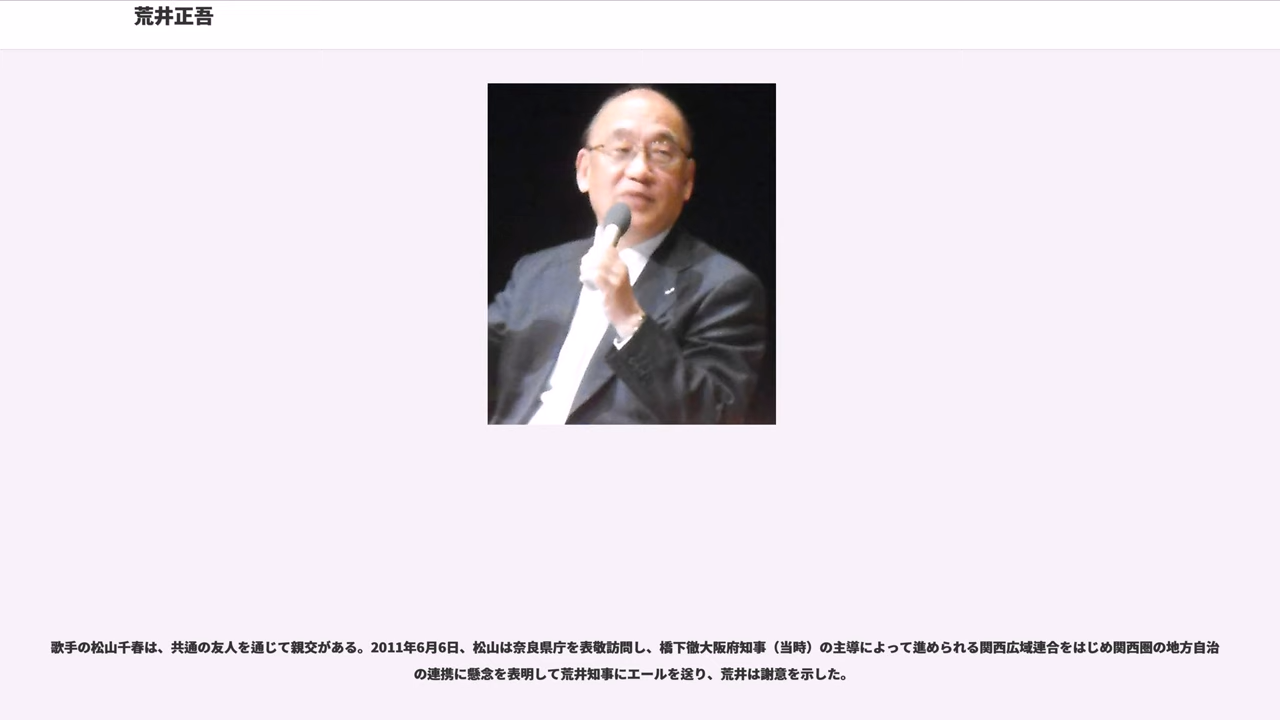 荒井正吾
歌手の松山千春は、共通の友人を通じて親交がある。2011年6月6日、松山は奈良県庁を表敬訪問し、橋下徹大阪府知事（当時）の主導によって進められる関西広域連合をはじめ関西圏の地方自治
の連携に懸念を表明して荒井知事にエールを送り、荒井は謝意を示した。